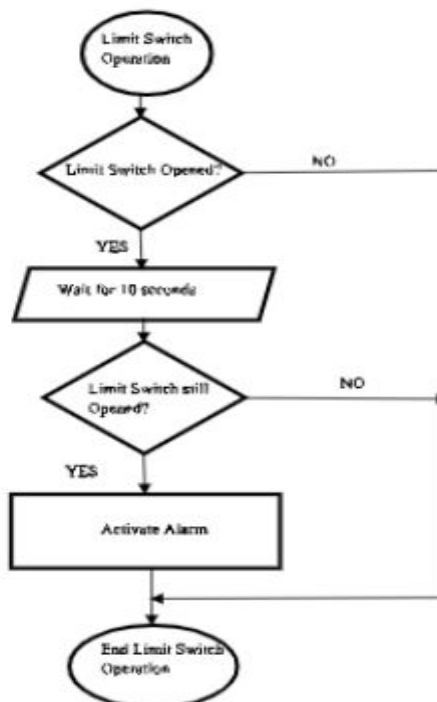 Limit Switch
Operation
Limit Switch Opened?
NO
YES
Wait for 10 seconds
Limit Switch still
Opened?
NO
YES
Activate Alarm
End Limit Switch
Operation